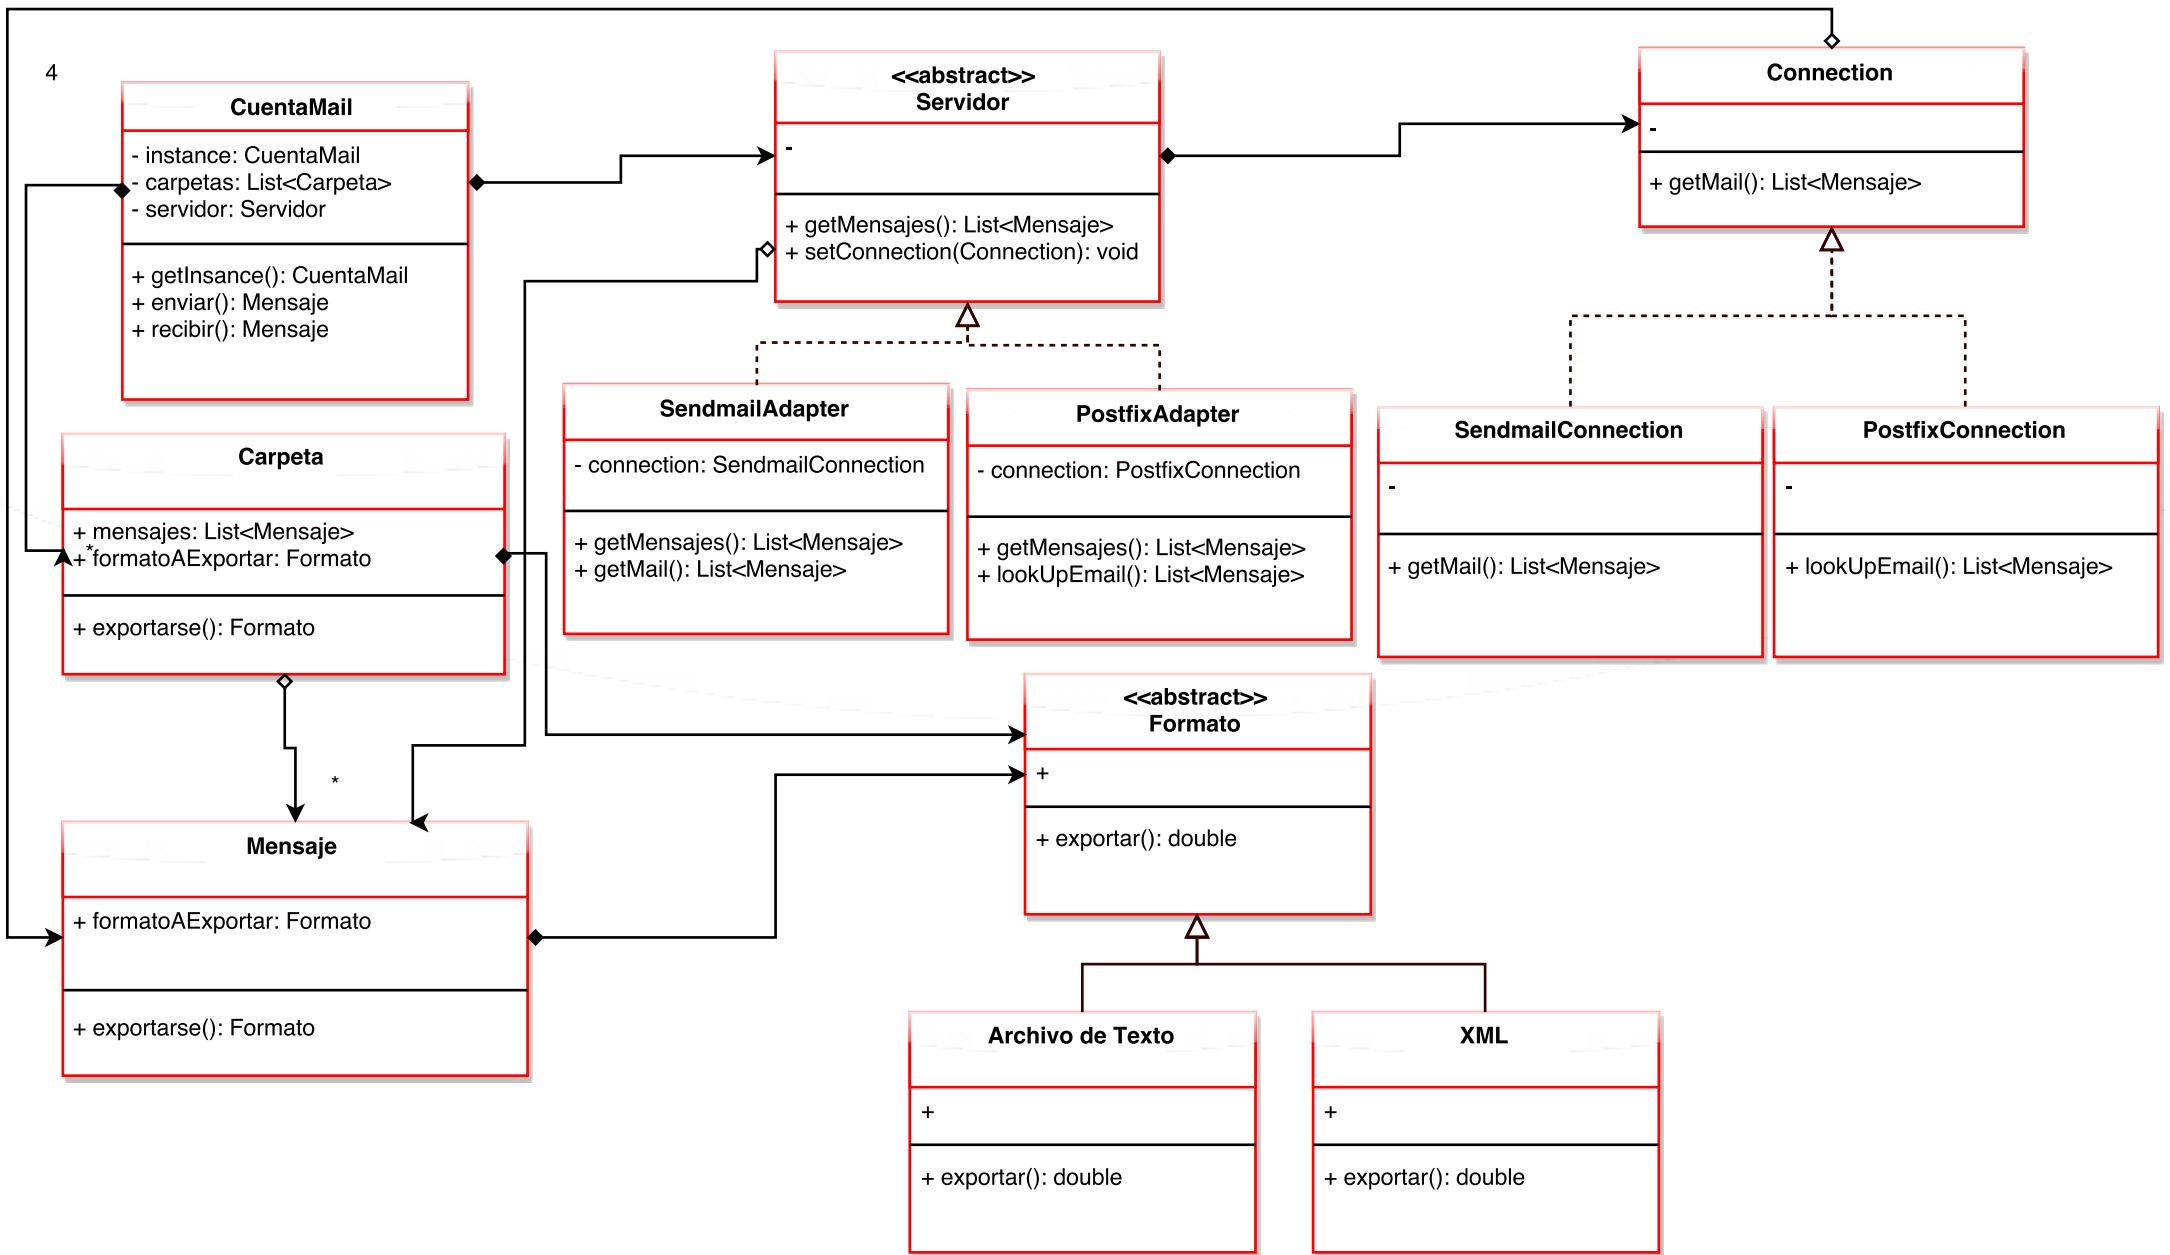 4
CuentaMail
- instance: CuentaMail
- carpetas: List<Carpeta>
- servidor: Servidor
+ getInsance(): CuentaMail
+ enviar(): Mensaje
+ recibir(): Mensaje
<<abstract>>
Servidor
-
+ getMensajes(): List<Mensaje>
+ setConnection(Connection): void
Connection
-
+ getMail(): List<Mensaje>
SendmailAdapter
- connection: SendmailConnection
+ getMensajes(): List<Mensaje>
+ getMail(): List<Mensaje>
PostfixAdapter
- connection: PostfixConnection
+ getMensajes(): List<Mensaje>
+ lookUpEmail(): List<Mensaje>
SendmailConnection
-
+ getMail(): List<Mensaje>
PostfixConnection
-
+ lookUpEmail(): List<Mensaje>
Carpeta
+ mensajes: List<Mensaje>
*
+ formatoAExportar: Formato
+ exportarse(): Formato
*
Mensaje
+ formatoAExportar: Formato
+ exportarse(): Formato
<<abstract>>
Formato
+
+ exportar(): double
Archivo de Texto
+
+ exportar(): double
XML
+
+ exportar(): double